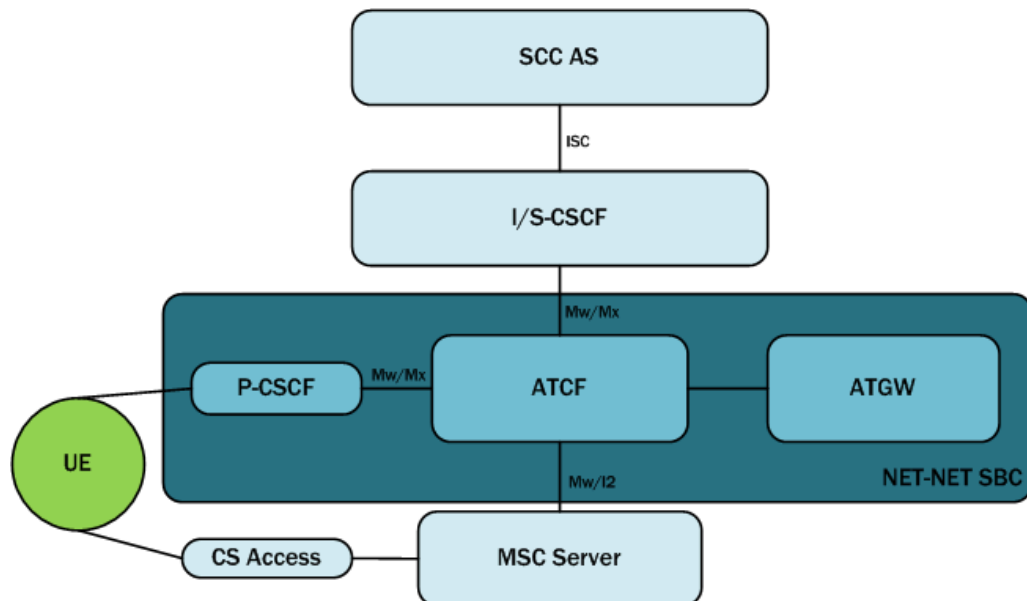 SCC AS
ISC
I/S-CSCF
Mw/Mx
P-CSCF
Mw/Mx
ATCF
ATGW
UE
NET-NET SBC
Mw/I2
CS Access
MSC Server